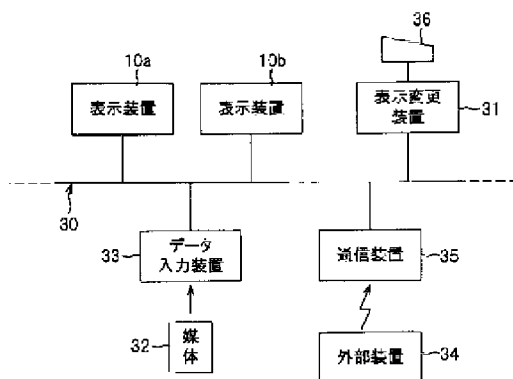 36
10a
10b
表示装置
表示装置
表示変更
装置
31
30
33
データ
入力装置
通信装置
35
32
媒
体
外部装置
34